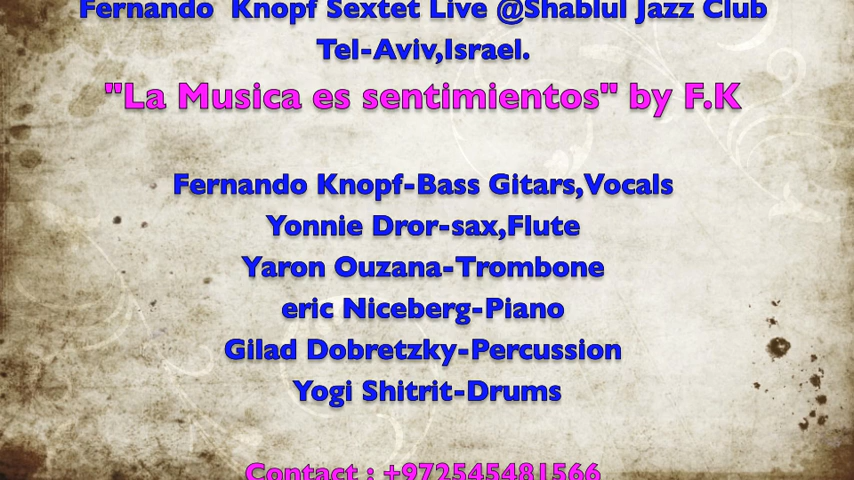 Fernando Knopf Sextet Live @Shablul Jazz Club
Tel-Aviv,Israel.
"La Musica es sentimientos" by F.K
Fernando Knopf-Bass Gitars,Vocals
Yonnie Dror-sax,Flute
Yaron Ouzana-Trombone
eric Niceberg-Piano
Gilad Dobretzky-Percussion
Yogi Shitrit-Drums
Contact : +972545481566